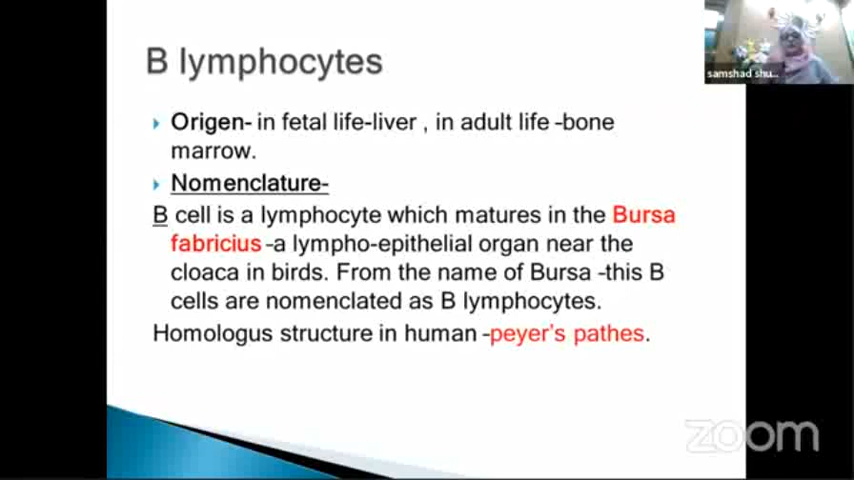 samshad shu...
B lymphocytes
Origen- in fetal life-liver , in adult life -bone
marrow.
Nomenclature-
B cell is a lymphocyte which matures in the Bursa
fabricius -a lympho-epithelial organ near the
cloaca in birds. From the name of Bursa -this B
cells are nomenclated as B lymphocytes.
Homologus structure in human -peyer's pathes.
zoom